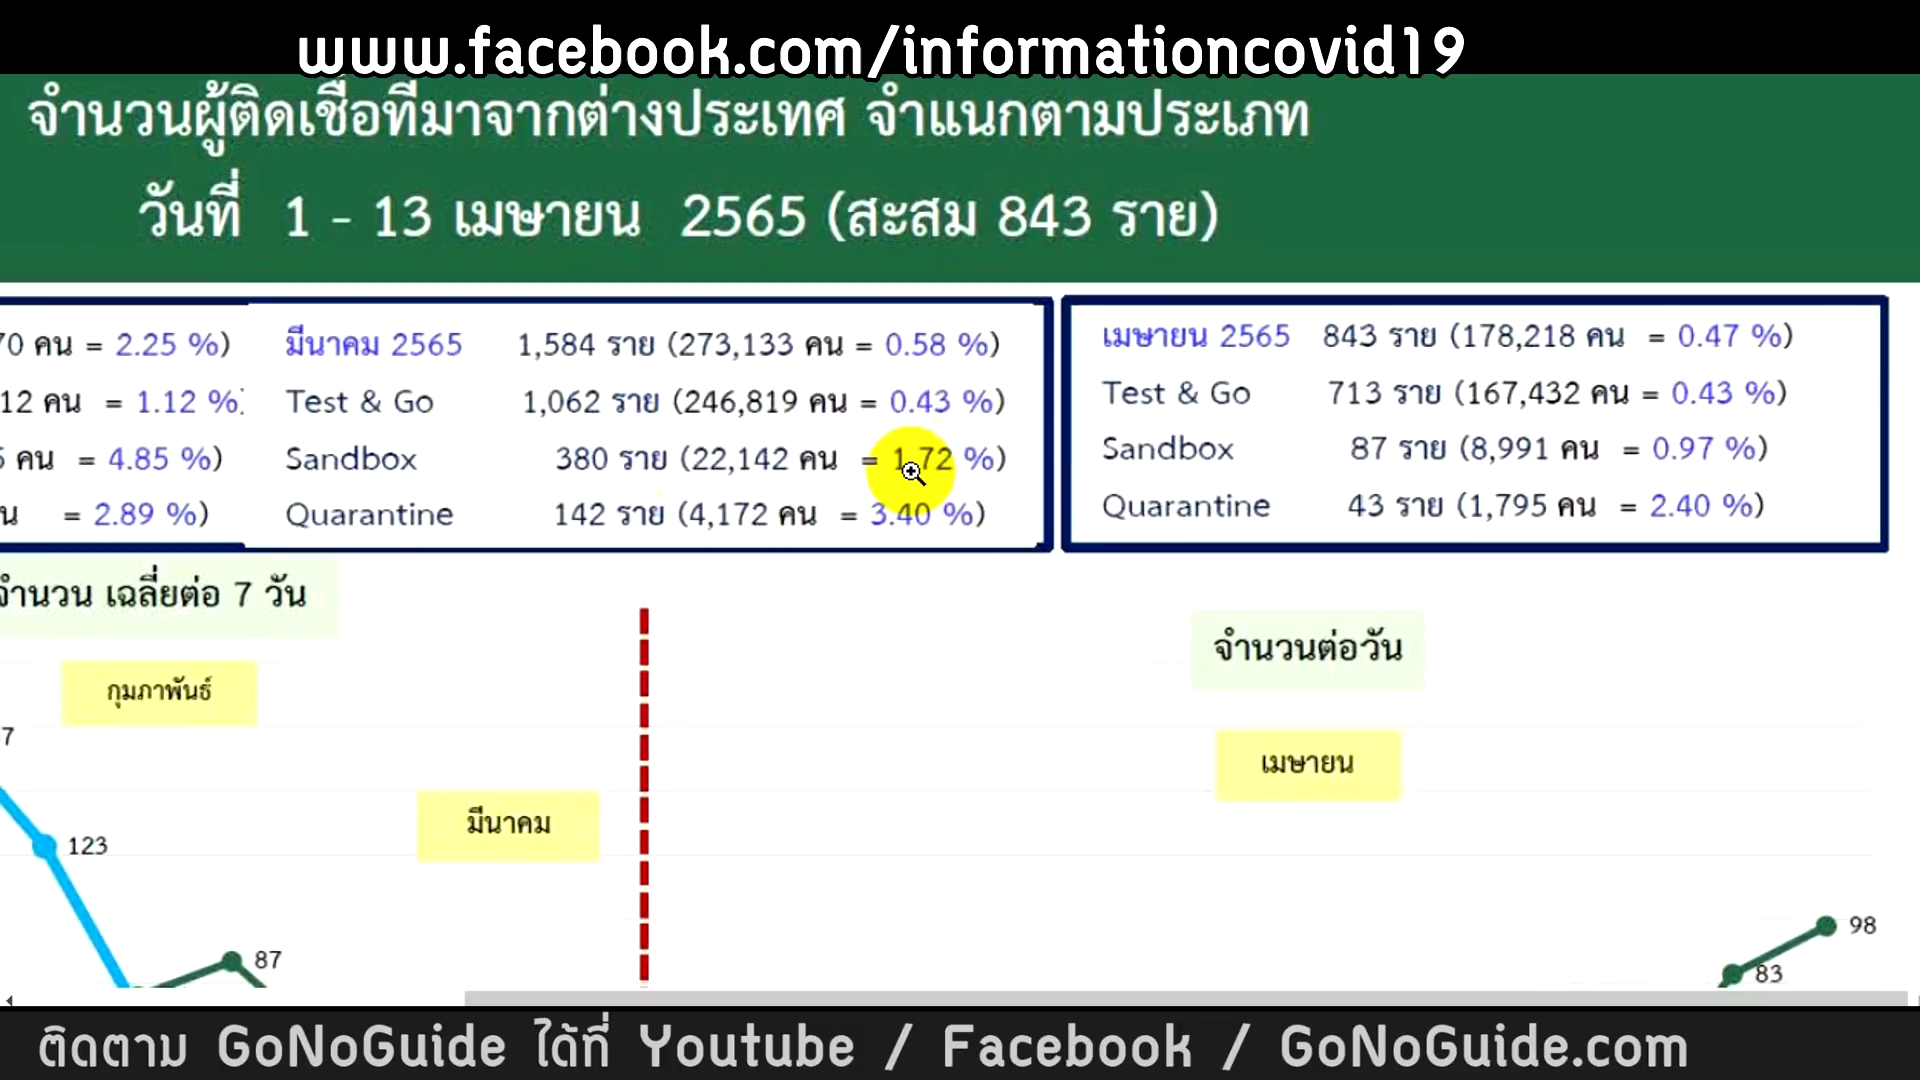 www.facebook.com/informationcovid19
จำนวนผู้ติดเชื้อที่มาจากต่างประเทศ จำแนกตามประเภท
วันที่ 1 - 13 เมษายน 2565 (สะสม 843 ราย)
70 คน = 2.25 %)
12 คน = 1.12 %)
คน = 4.85 %)
= 2.89 %)
มีนาคม 2565 1,584 ราย (273,133 คน = 0.58 %)
Test & Go 1,062 ราย (246,819 คน = 0.43 %)
Sandbox 380 ราย (22,142 คน = 1.72 %)
Quarantine 142 ราย (4,172 คน = 3.40 %)
เมษายน 2565 843 ราย (178,218 คน = 0.47 %)
Test & Go 713 ราย (167,432 คน = 0.43 %)
Sandbox 87 ราย (8,991 คน = 0.97 %)
Quarantine 43 ราย (1,795 คน = 2.40 %)
จำนวน เฉลี่ยต่อ 7 วัน
จำนวนต่อวัน
กุมภาพันธ์
7
เมษายน
มีนาคม
123
98
87
83
ติดตาม GoNoGuide ได้ที่ Youtube / Facebook / GoNoGuide.com